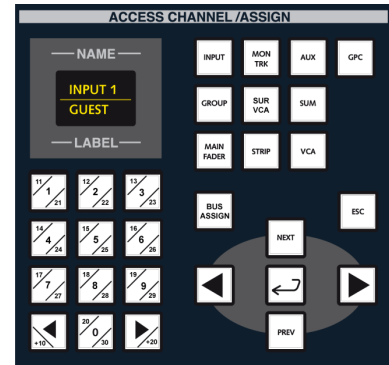 ACCESS CHANNEL /ASSIGN
NAME
INPUT 1
GUEST
LABEL
INPUT
MON
TRK
AUX
GPC
GROUP
SUR
VCA
SUM
MAIN
FADER
STRIP
VCA
BUS
ASSIGN
ESC
NEXT
PREV
11 1 21
12 2 22
13 3 23
14 4 24
15 5 25
16 6 26
17 7 27
18 8 28
19 9 29
+10
20 0 30
+20